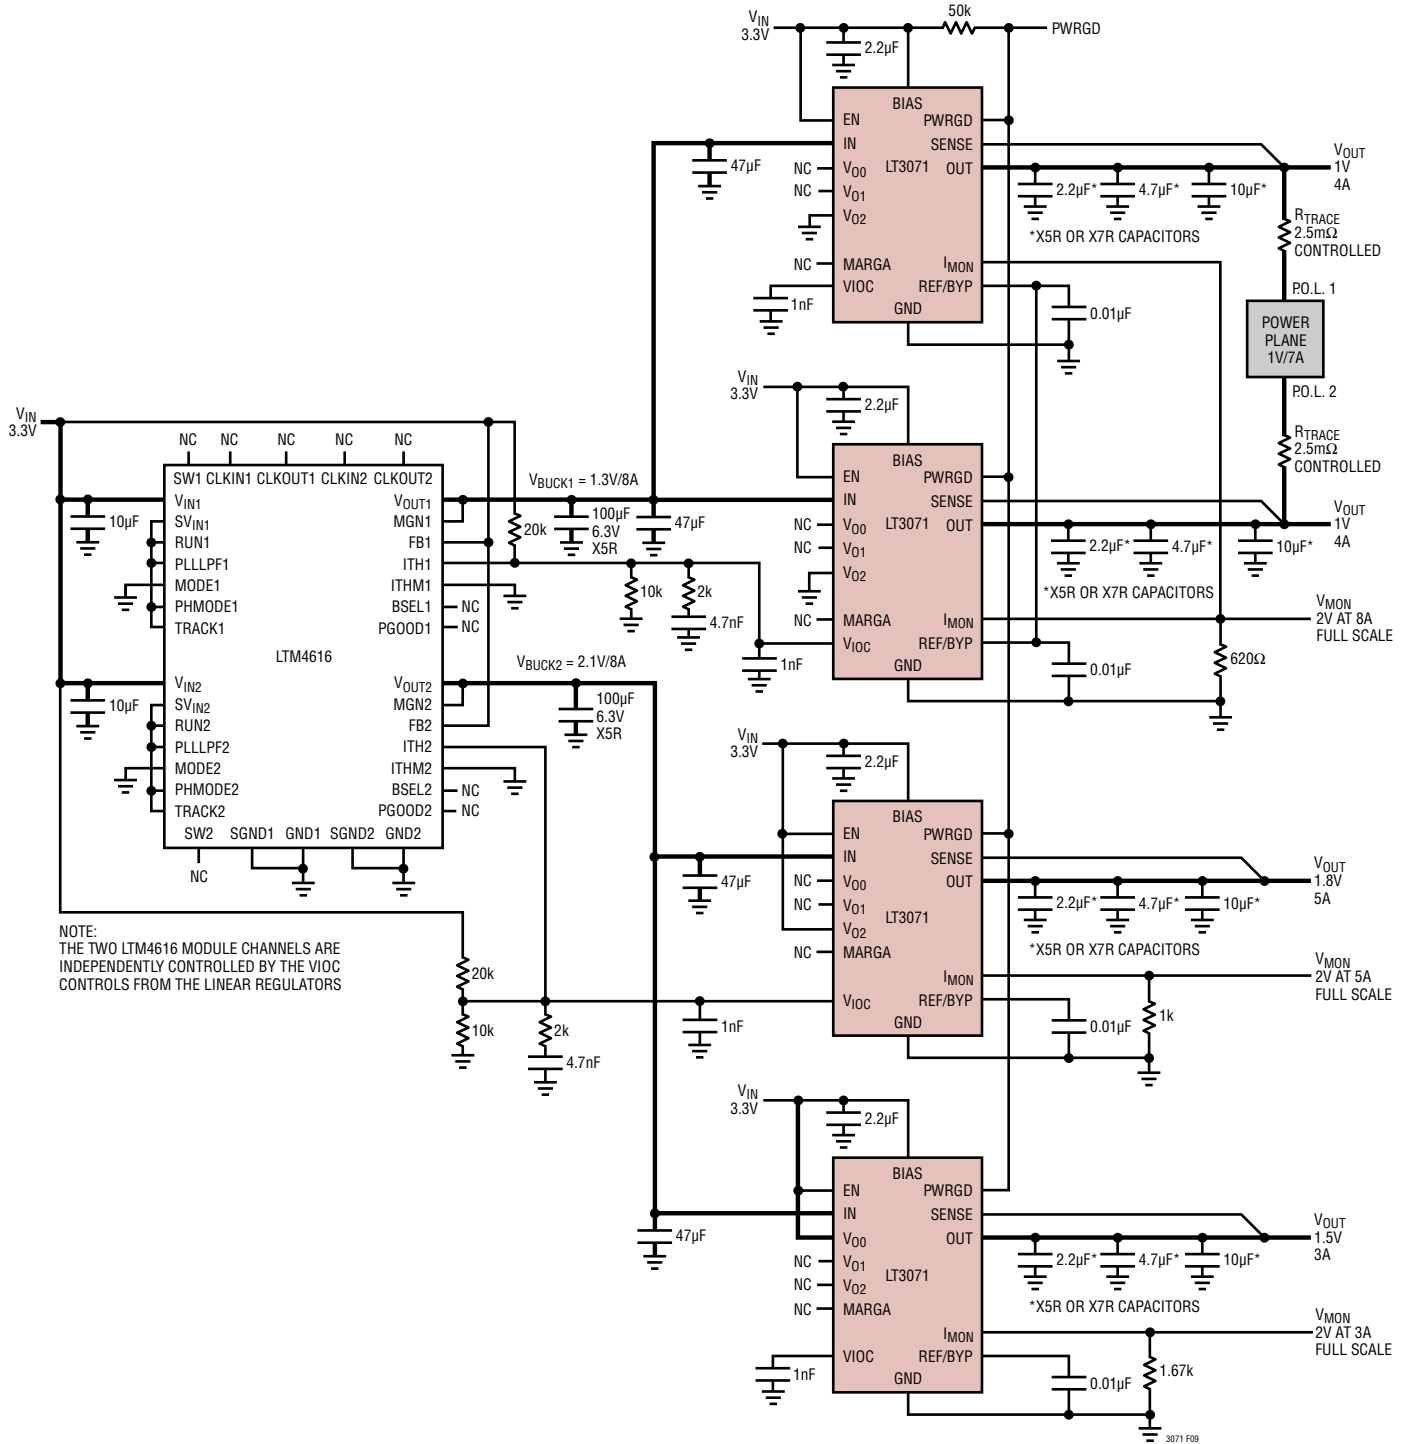 VIN
3.3V
50k
PWRGD
2.2µF
BIAS
EN
PWRGD
IN
SENSE
47µF
NC
VO0
LT3071
OUT
NC
VO1
VO2
2.2µF*
4.7µF*
10µF*
VOUT
1V
4A
*X5R OR X7R CAPACITORS
RTRACE
2.5mΩ
CONTROLLED
NC
MARGA
IMON
VIOC
REF/BYP
1nF
GND
0.01µF
P.O.L. 1
POWER
PLANE
1V/7A
P.O.L. 2
RTRACE
2.5mΩ
CONTROLLED
VIN
3.3V
2.2µF
BIAS
EN
PWRGD
IN
SENSE
NC
VO0
LT3071
OUT
NC
VO1
VO2
2.2µF*
4.7µF*
10µF*
VOUT
1V
4A
*X5R OR X7R CAPACITORS
NC
MARGA
IMON
VIOC
REF/BYP
1nF
GND
0.01µF
620Ω
VMON
2V AT 8A
FULL SCALE
VIN
3.3V
NC
NC
NC
NC
NC
SW1
CLKIN1
CLKOUT1
CLKIN2
CLKOUT2
10µF
VIN1
SVIN1
RUN1
PLLLPF1
MODE1
PHMODE1
TRACK1
VOUT1
MGN1
FB1
ITH1
ITHM1
BSEL1
NC
PGOOD1
NC
LTM4616
VBUCK1 = 1.3V/8A
20k
100µF
6.3V
X5R
47µF
10k
2k
4.7nF
10µF
VIN2
SVIN2
RUN2
PLLLPF2
MODE2
PHMODE2
TRACK2
VOUT2
MGN2
FB2
ITH2
ITHM2
BSEL2
NC
PGOOD2
NC
SW2
SGND1
GND1
SGND2
GND2
NC
VBUCK2 = 2.1V/8A
100µF
6.3V
X5R
NOTE:
THE TWO LTM4616 MODULE CHANNELS ARE
INDEPENDENTLY CONTROLLED BY THE VIOC
CONTROLS FROM THE LINEAR REGULATORS
20k
10k
2k
4.7nF
VIN
3.3V
2.2µF
BIAS
EN
PWRGD
IN
SENSE
47µF
NC
VO0
OUT
NC
VO1
LT3071
VO2
2.2µF*
4.7µF*
10µF*
VOUT
1.8V
5A
*X5R OR X7R CAPACITORS
NC
MARGA
IMON
VIOC
REF/BYP
1nF
GND
0.01µF
1k
VMON
2V AT 5A
FULL SCALE
VIN
3.3V
2.2µF
BIAS
EN
PWRGD
IN
SENSE
47µF
VO0
OUT
NC
VO1
LT3071
NC
VO2
2.2µF*
4.7µF*
10µF*
VOUT
1.5V
3A
*X5R OR X7R CAPACITORS
NC
MARGA
IMON
VIOC
REF/BYP
1nF
GND
0.01µF
1.67k
VMON
2V AT 3A
FULL SCALE
3071 F09